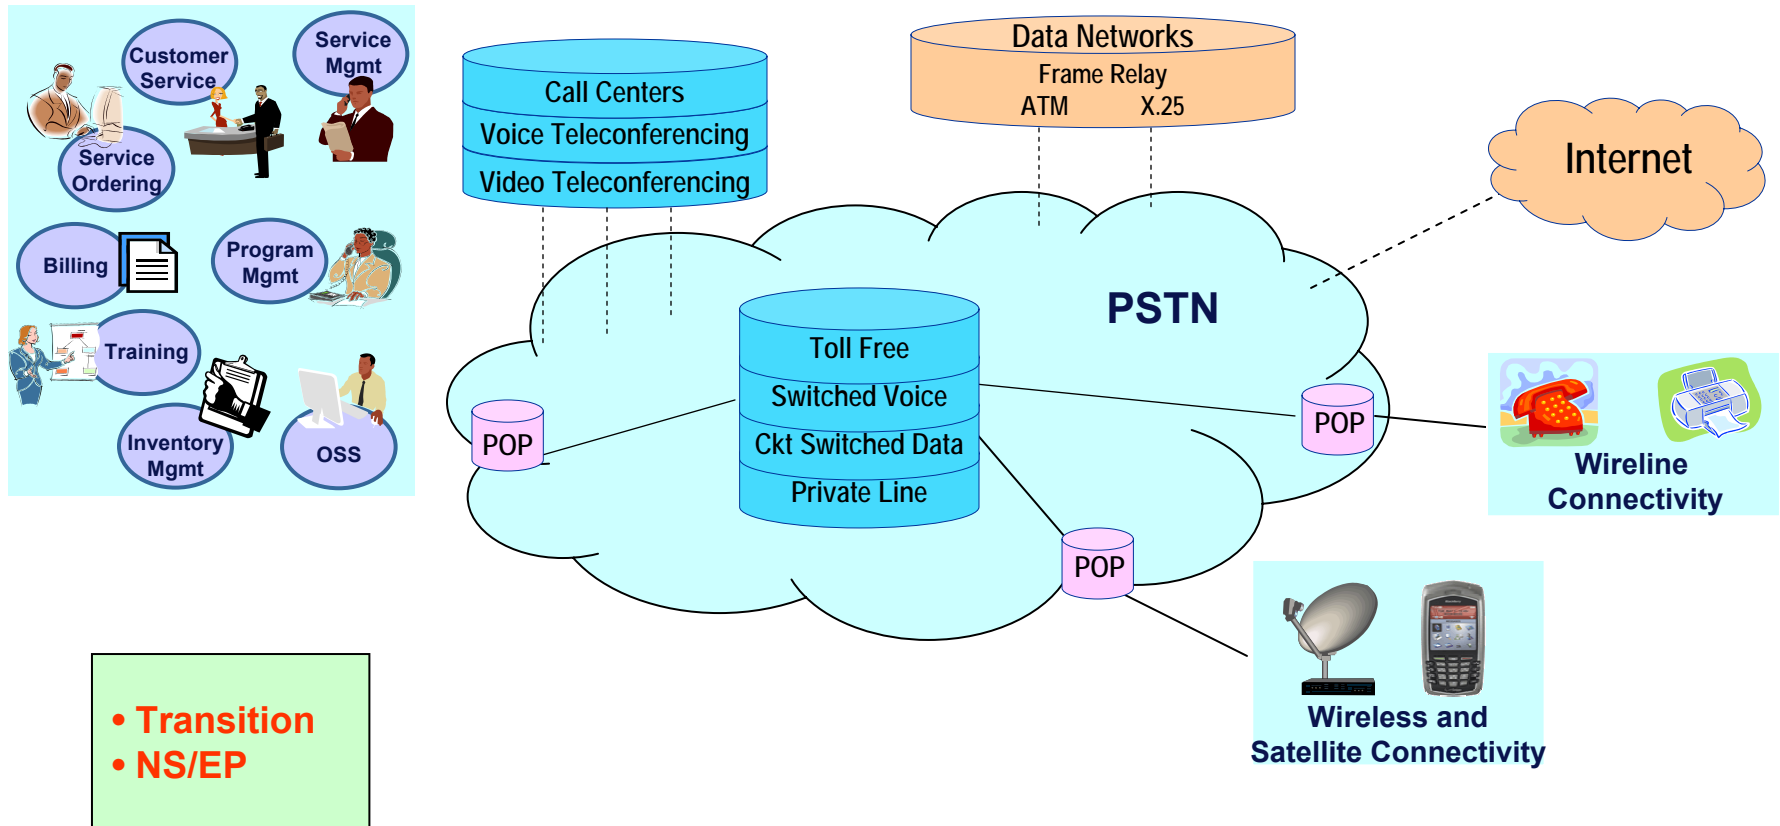 Customer
Service
Service
Mgmt
Service
Ordering
Billing
Program
Mgmt
Training
Inventory
Mgmt
OSS
• Transition
• NS/EP
Call Centers
Voice Teleconferencing
Video Teleconferencing
Data Networks
Frame Relay
ATM X.25
Internet
PSTN
Toll Free
Switched Voice
Ckt Switched Data
Private Line
POP
POP
POP
Wireline
Connectivity
Wireless and
Satellite Connectivity